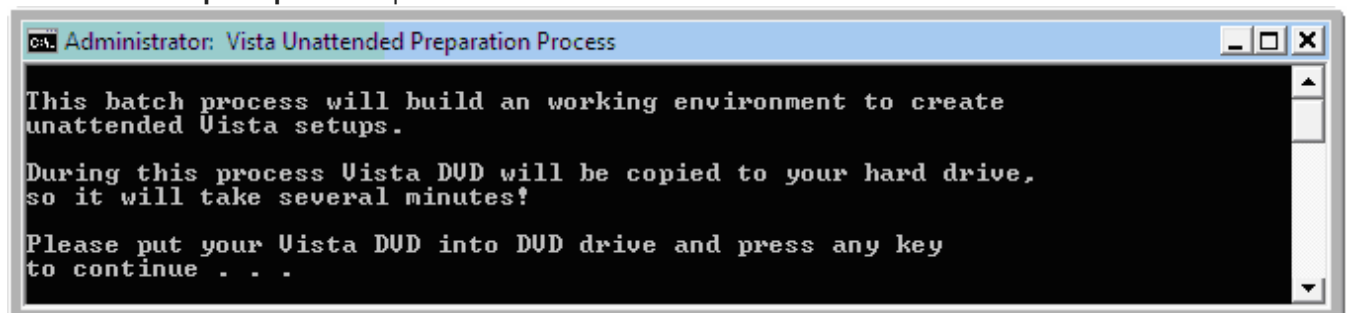 Administrator: Vista Unattended Preparation Process
This batch process will build an working environment to create
unattended Vista setups.
During this process Vista DVD will be copied to your hard drive,
so it will take several minutes!
Please put your Vista DVD into DVD drive and press any key
to continue . . .